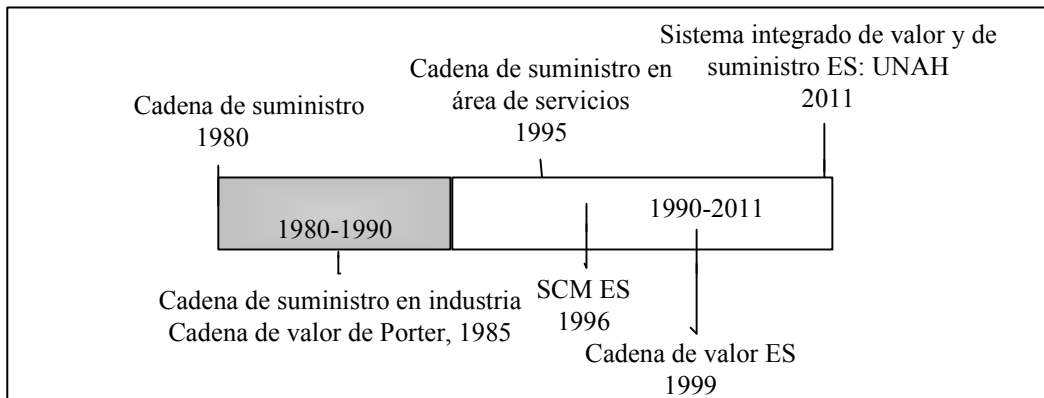 Sistema integrado de valor y de
suministro ES: UNAH
2011
Cadena de suministro en
área de servicios
1995
Cadena de suministro
1980
1980-1990
1990-2011
Cadena de suministro en industria
Cadena de valor de Porter, 1985
SCM ES
1996
Cadena de valor ES
1999